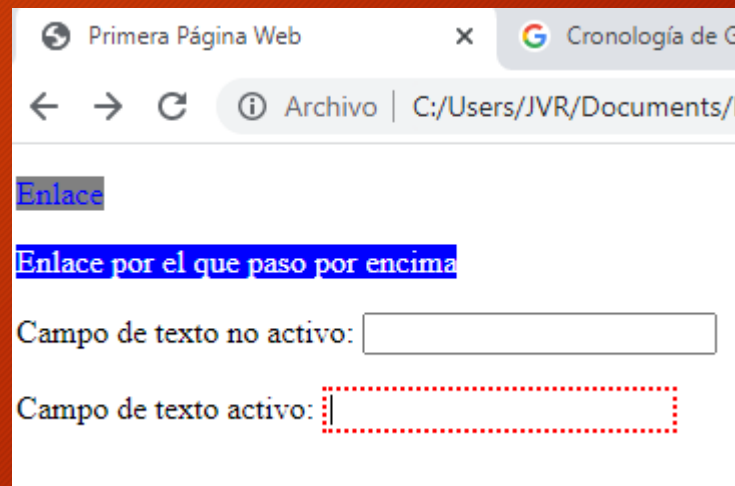 Primera Página Web
Cronología de G
Archivo | C:/Users/JVR/Documents/
Enlace
Enlace por el que paso por encima
Campo de texto no activo:
Campo de texto activo: